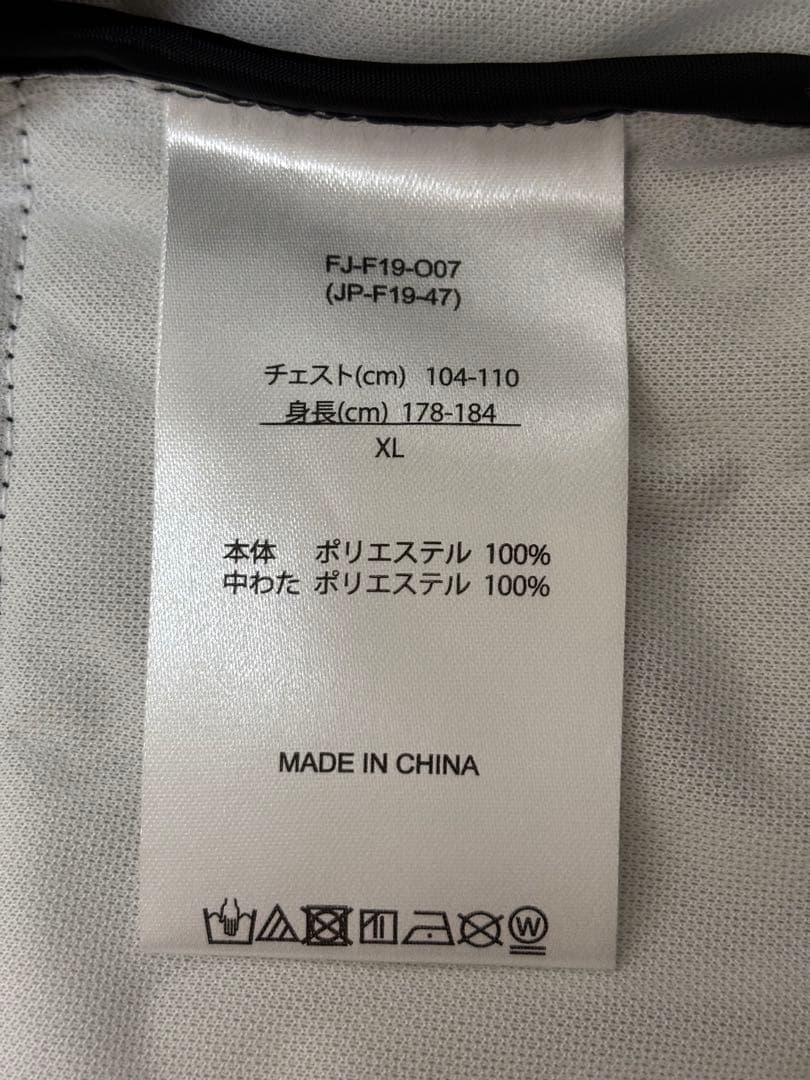 FJ-F19-O07
(JP-F19-47)
チェスト(cm) 104-110
身長(cm) 178-184
XL
本体 ポリエステル 100%
中わた ポリエステル 100%
MADE IN CHINA
W